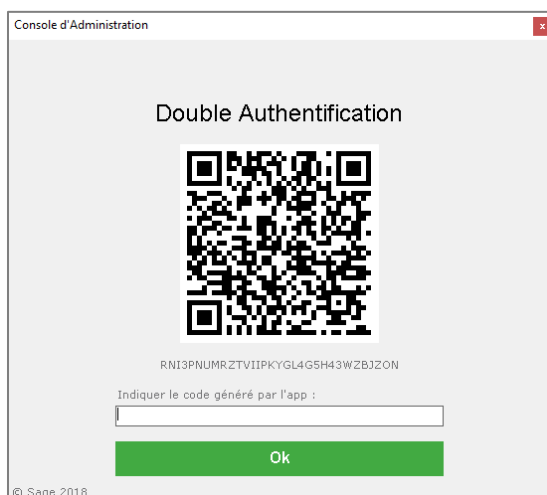 Console d'Administration
x
Double Authentification
RNI3PNUMRZTVIIPKYGL4G5H43WZBJZON
Indiquer le code généré par l'app :
Ok
© Sage 2018